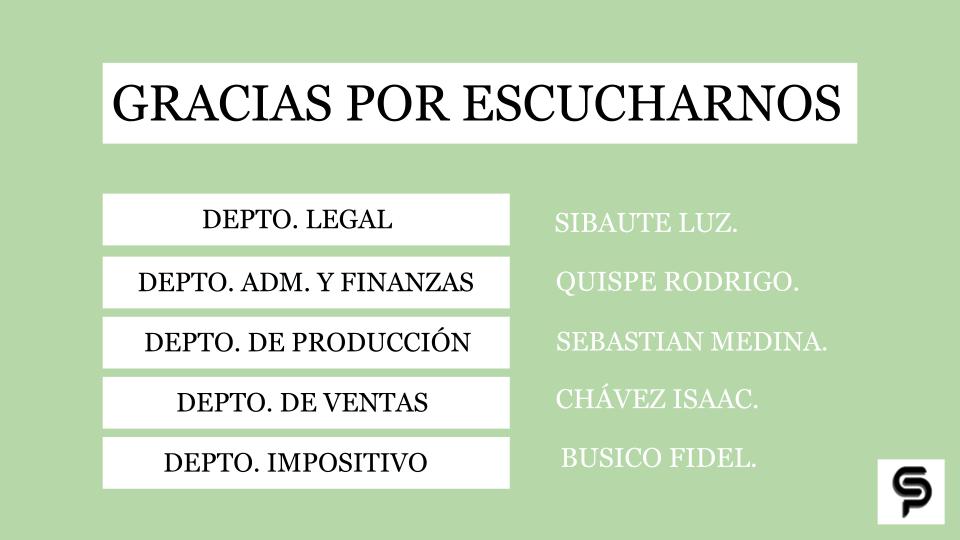 GRACIAS POR ESCUCHARNOS
DEPTO. LEGAL SIBAUTE LUZ.
DEPTO. ADM. Y FINANZAS QUISPE RODRIGO.
DEPTO. DE PRODUCCIÓN SEBASTIAN MEDINA.
DEPTO. DE VENTAS CHÁVEZ ISAAC.
DEPTO. IMPOSITIVO BUSICO FIDEL.